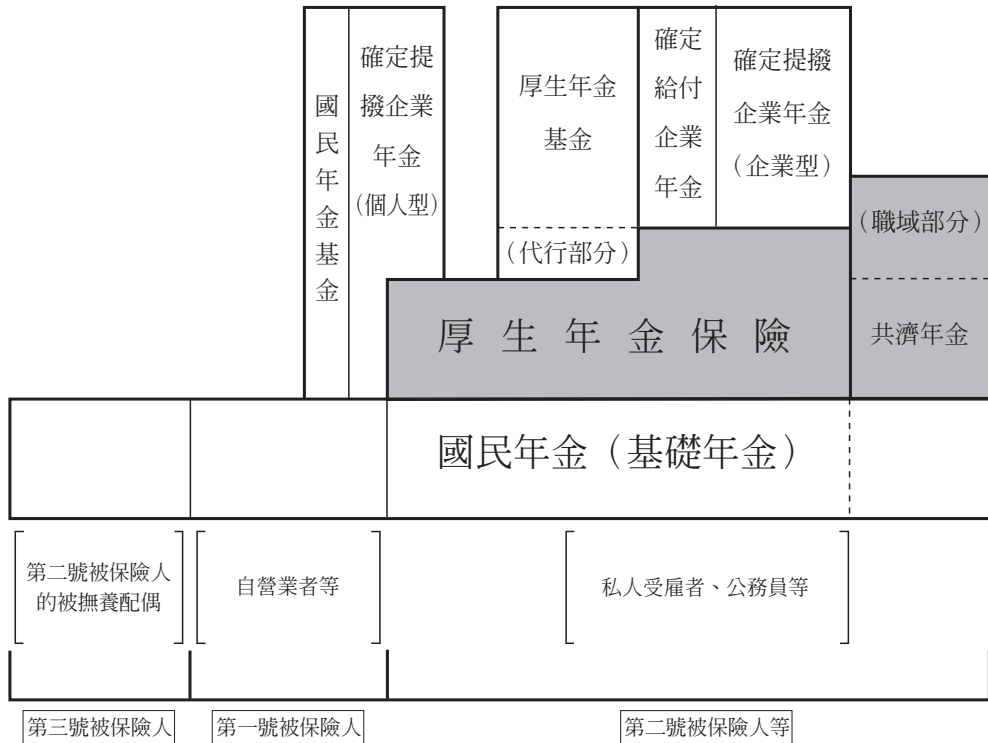 國民年金基金
確定提
撥企業
年金
(個人型)
厚生年金
基金
(代行部分)
確定
給付
企業
年金
確定提撥
企業年金
(企業型)
(職域部分)
共濟年金
厚生年金保險
國民年金(基礎年金)
第二號被保險人
的被撫養配偶
自營業者等
私人受雇者、公務員等
第三號被保險人
第一號被保險人
第二號被保險人等